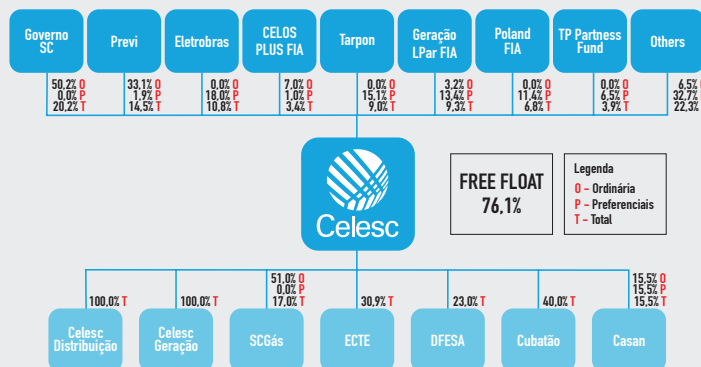 Governo
SC
Previ
Eletrobras
CELOS
PLUS FIA
Tarpon
Geração
LPar FIA
Poland
FIA
TP Partness
Fund
Others
50,2% O
0,0% P
20,2% T
33,1% O
1,9% P
14,5% T
0,0% O
18,0% P
10,8% T
7,0% O
1,0% P
3,4% T
0,0% O
15,1% P
9,0% T
3,2% O
13,4% P
9,3% T
0,0% O
11,4% P
6,8% T
0,0% O
6,5% P
3,9% T
6,5% O
32,7%
22,3%
Celesc
FREE FLOAT
76,1%
Legenda
O - Ordinária
P - Preferenciais
T - Total
100,0% T
100,0% T
51,0% O
0,0% P
17,0% T
30,9% T
23,0% T
40,0% T
15,5% O
15,5% P
15,5% T
Celesc
Distribuição
Celesc
Geração
SCGás
ECTE
DFESA
Cubatão
Casan